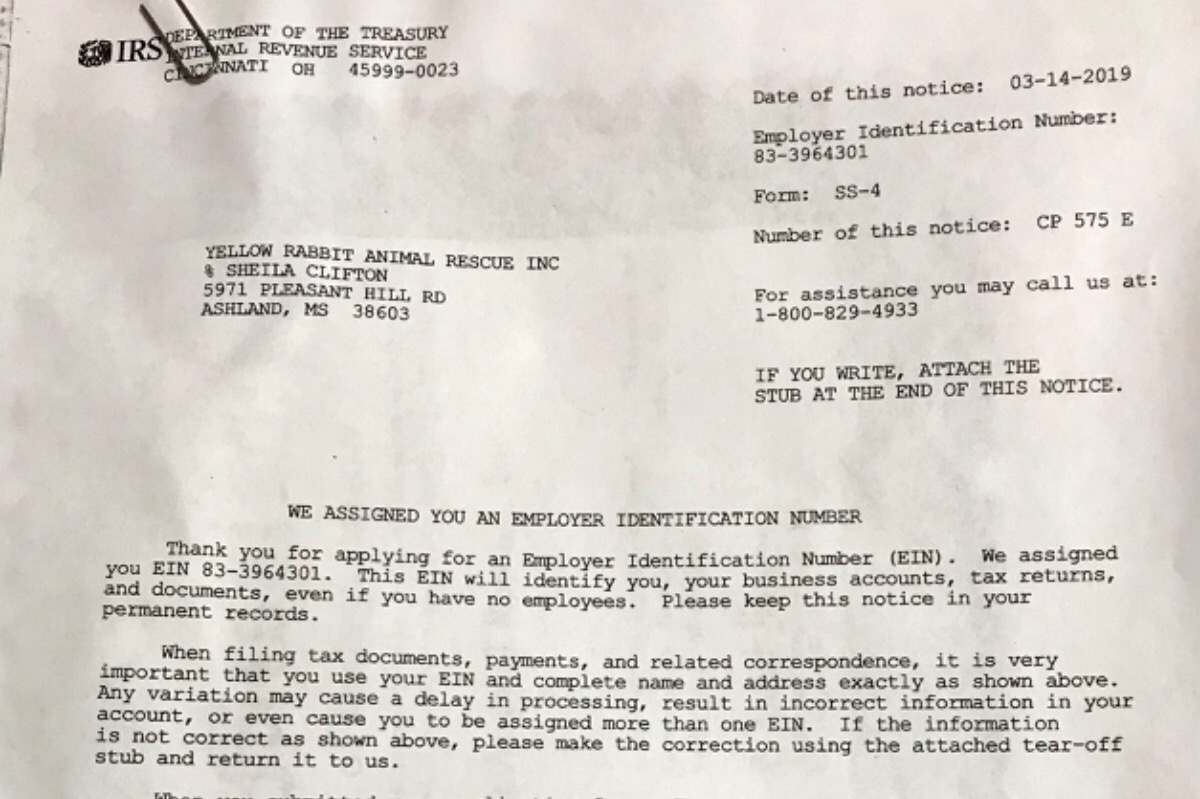 IRS DEPARTMENT OF THE TREASURY
INTERNAL REVENUE SERVICE
CINCINNATI OH 45999-0023
Date of this notice: 03-14-2019
Employer Identification Number:
83-3964301
Form: SS-4
Number of this notice: CP 575 E
YELLOW RABBIT ANIMAL RESCUE INC
% SHEILA CLIFTON
5971 PLEASANT HILL RD
ASHLAND, MS 38603
For assistance you may call us at:
1-800-829-4933
IF YOU WRITE, ATTACH THE
STUB AT THE END OF THIS NOTICE.
WE ASSIGNED YOU AN EMPLOYER IDENTIFICATION NUMBER
Thank you for applying for an Employer Identification Number (EIN). We assigned
you EIN 83-3964301. This EIN will identify you, your business accounts, tax returns,
and documents, even if you have no employees. Please keep this notice in your
permanent records.
When filing tax documents, payments, and related correspondence, it is very
important that you use your EIN and complete name and address exactly as shown above.
Any variation may cause a delay in processing, result in incorrect information in your
account, or even cause you to be assigned more than one EIN. If the information
is not correct as shown above, please make the correction using the attached tear-off
stub and return it to us.